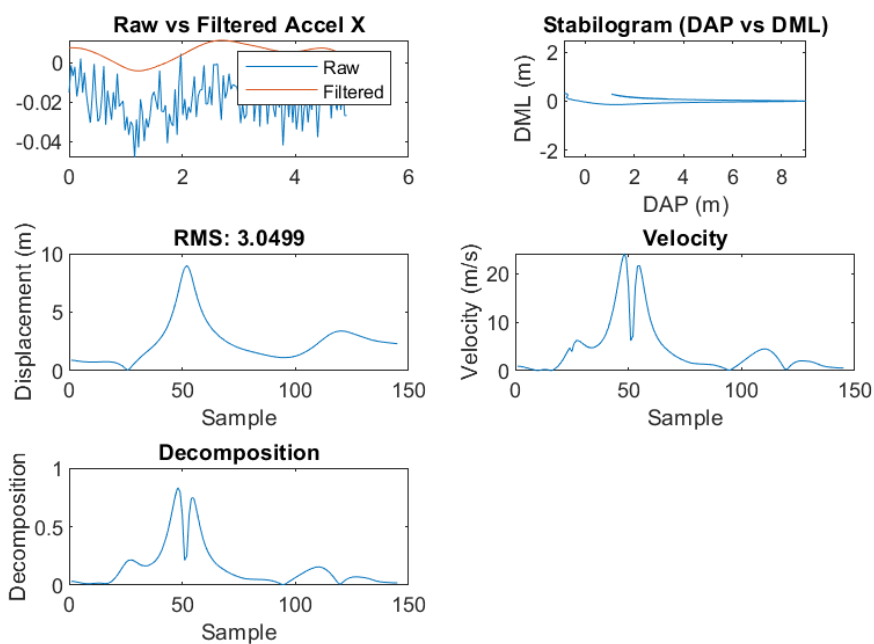 Raw vs Filtered Accel X
0
-0.02
-0.04
0 2 4 6
Raw
Filtered
Stabilogram (DAP vs DML)
DML (m)
2
0
-2
0 2 4 6 8
DAP (m)
RMS: 3.0499
Displacement (m)
10
5
0
0 50 100 150
Sample
Velocity
Velocity (m/s)
20
10
0
0 50 100 150
Sample
Decomposition
Decomposition
1
0.5
0
0 50 100 150
Sample